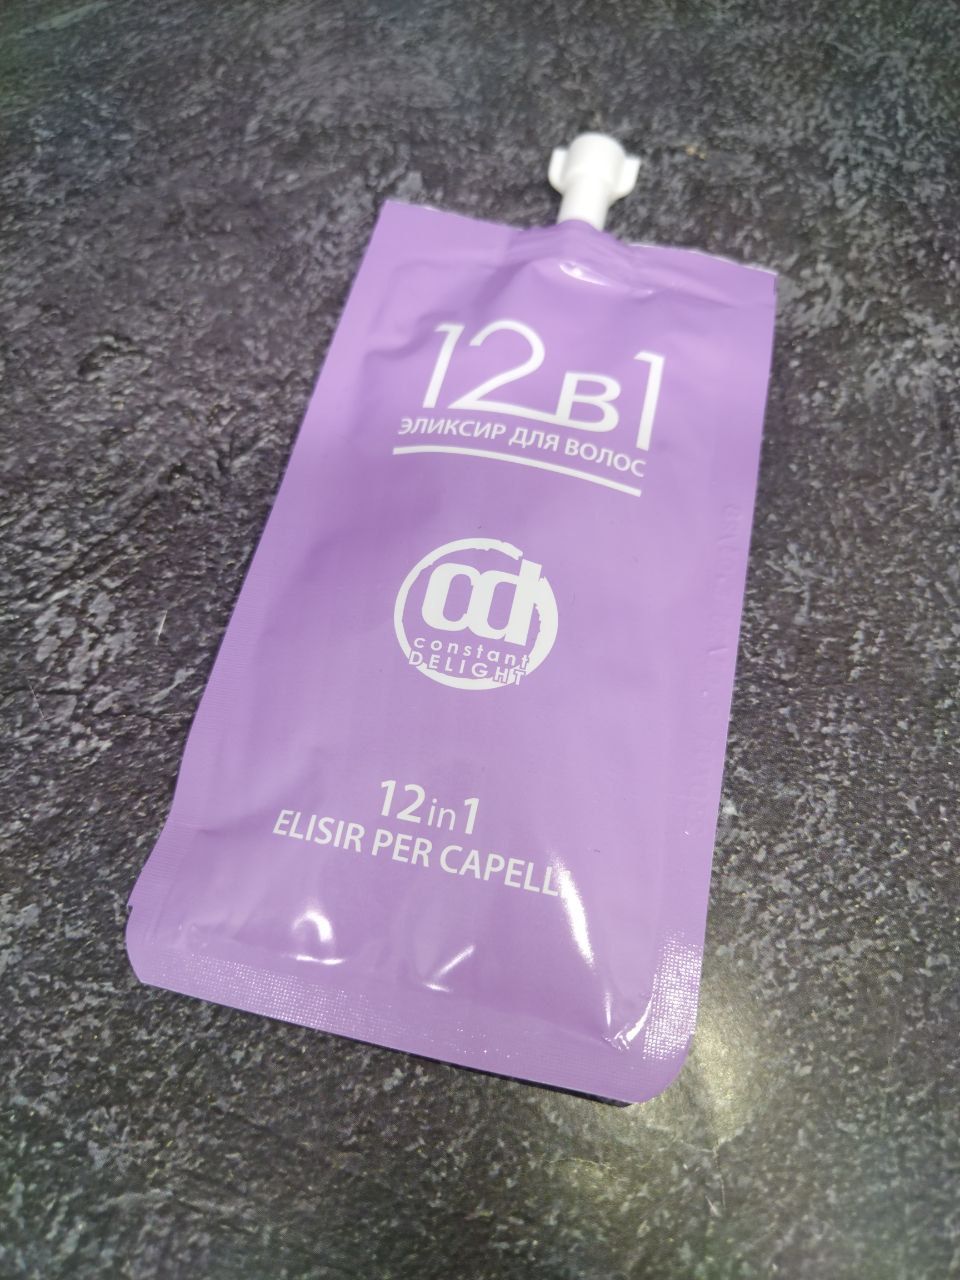 12в1
ЭЛИКСИР ДЛЯ ВОЛОС
cd
constant
DELIGHT
12in1
ELISIR PER CAPELLI